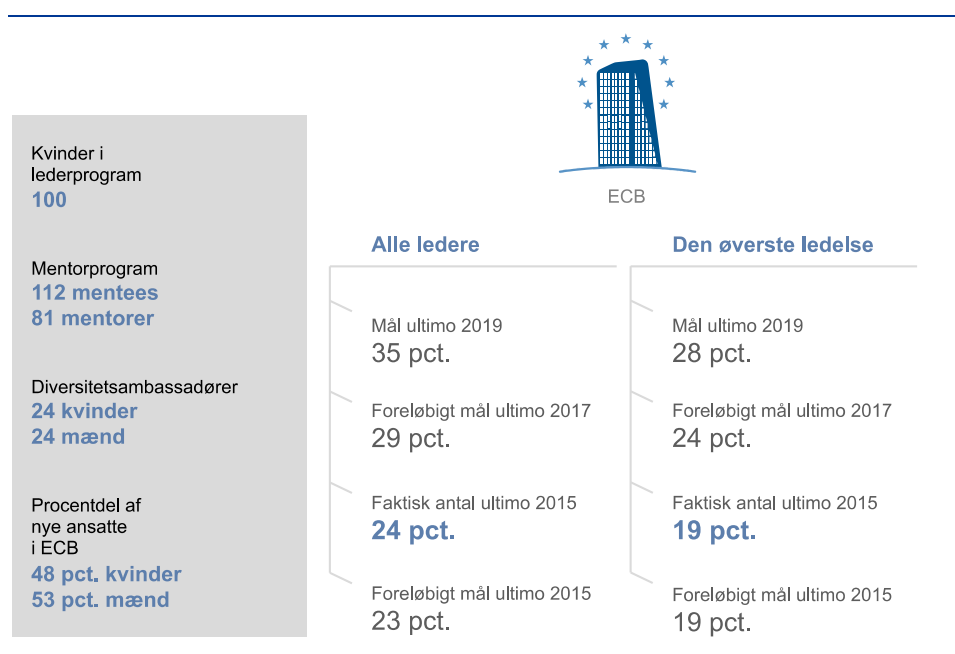 ECB
Kvinder i
lederprogram
100
Mentorprogram
112 mentees
81 mentorer
Diversitetsambassadører
24 kvinder
24 mænd
Procentdel af
nye ansatte
i ECB
48 pct. kvinder
53 pct. mænd
Alle ledere
Mål ultimo 2019
35 pct.
Foreløbigt mål ultimo 2017
29 pct.
Faktisk antal ultimo 2015
24 pct.
Foreløbigt mål ultimo 2015
23 pct.
Den øverste ledelse
Mål ultimo 2019
28 pct.
Foreløbigt mål ultimo 2017
24 pct.
Faktisk antal ultimo 2015
19 pct.
Foreløbigt mål ultimo 2015
19 pct.